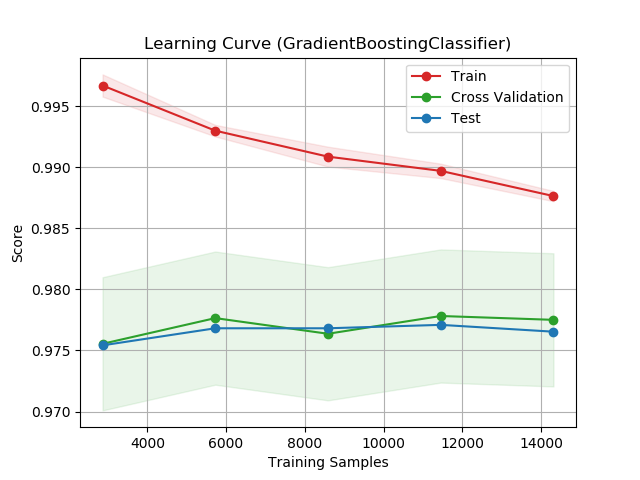 Learning Curve (GradientBoostingClassifier)
Train
Cross Validation
Test
0.995
0.990
0.985
0.980
0.975
0.970
Score
4000 6000 8000 10000 12000 14000
Training Samples